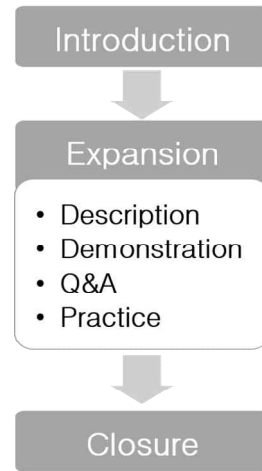 Introduction
Expansion
• Description
• Demonstration
• Q&A
• Practice
Closure